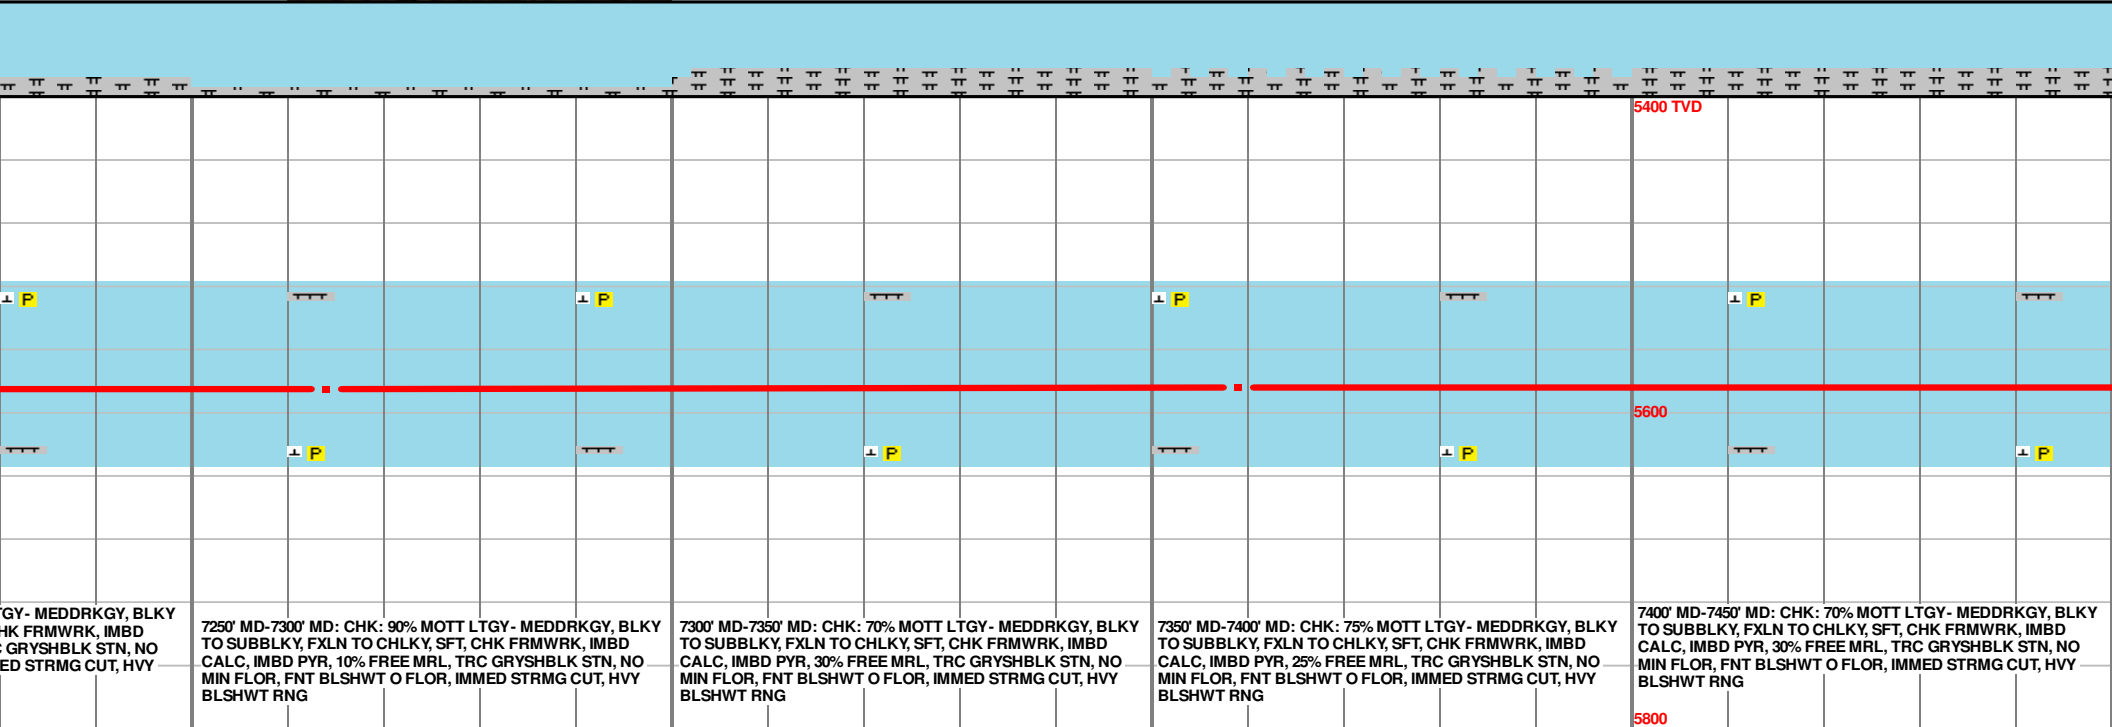 5400 TVD
P
P
P
P
5600
P
P
P
P
TGY- MEDDRKGY, BLKY
HK FRMWRK, IMBD
C GRYSHBLK STN, NO
ED STRMG CUT, HVY
7250' MD-7300' MD: CHK: 90% MOTT LTGY- MEDDRKGY, BLKY
TO SUBBLKY, FXLN TO CHLKY, SFT, CHK FRMWRK, IMBD
CALC, IMBD PYR, 10% FREE MRL, TRC GRYSHBLK STN, NO
MIN FLOR, FNT BLSHWT O FLOR, IMMED STRMG CUT, HVY
BLSHWT RNG
7300' MD-7350' MD: CHK: 70% MOTT LTGY- MEDDRKGY, BLKY
TO SUBBLKY, FXLN TO CHLKY, SFT, CHK FRMWRK, IMBD
CALC, IMBD PYR, 30% FREE MRL, TRC GRYSHBLK STN, NO
MIN FLOR, FNT BLSHWT O FLOR, IMMED STRMG CUT, HVY
BLSHWT RNG
7350' MD-7400' MD: CHK: 75% MOTT LTGY- MEDDRKGY, BLKY
TO SUBBLKY, FXLN TO CHLKY, SFT, CHK FRMWRK, IMBD
CALC, IMBD PYR, 25% FREE MRL, TRC GRYSHBLK STN, NO
MIN FLOR, FNT BLSHWT O FLOR, IMMED STRMG CUT, HVY
BLSHWT RNG
7400' MD-7450' MD: CHK: 70% MOTT LTGY- MEDDRKGY, BLKY
TO SUBBLKY, FXLN TO CHLKY, SFT, CHK FRMWRK, IMBD
CALC, IMBD PYR, 30% FREE MRL, TRC GRYSHBLK STN, NO
MIN FLOR, FNT BLSHWT O FLOR, IMMED STRMG CUT, HVY
BLSHWT RNG
5800